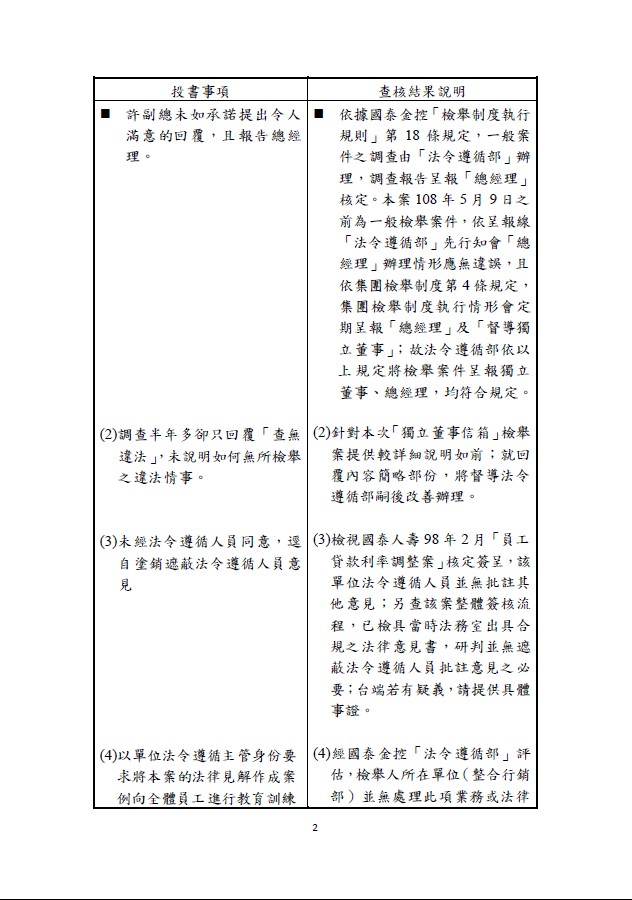 投書事項
查核結果說明
■ 許副總未如承諾提出令人
滿意的回覆，且報告總經
理。
■ 依據國泰金控「檢舉制度執行
規則」第 18 條規定，一般案
件之調查由「法令遵循部」辦
理，調查報告呈報「總經理」
核定。本案 108 年 5 月 9 日之
前為一般檢舉案件，依呈報線
「法令遵循部」先行知會「總
經理」辦理情形應無違誤，且
依集團檢舉制度第 4 條規定，
集團檢舉制度執行情形會定
期呈報「總經理」及「督導獨
立董事」；故法令遵循部依以
上規定將檢舉案件呈報獨立
董事、總經理，均符合規定。
(2)調查半年多卻只回覆「查無
違法」，未說明如何無所檢舉
之違法情事。
(2)針對本次「獨立董事信箱」檢舉
案提供較詳細說明如前；就回
覆內容簡略部份，將督導法令
遵循部嗣後改善辦理。
(3)未經法令遵循人員同意，逕
自塗銷遮蔽法令遵循人員意
見
(3)檢視國泰人壽 98 年 2 月「員工
貸款利率調整案」核定簽呈，該
單位法令遵循人員並無批註其
他意見；另查該案整體簽核流
程，已檢具當時法務室出具合
規之法律意見書，研判並無遮
蔽法令遵循人員批註意見之必
要；台端若有疑義，請提供具體
事證。
(4)以單位法令遵循主管身份要
求將本案的法律見解作成案
例向全體員工進行教育訓練
(4)經國泰金控「法令遵循部」評
估，檢舉人所在單位（整合行銷
部）並無處理此項業務或法律
2